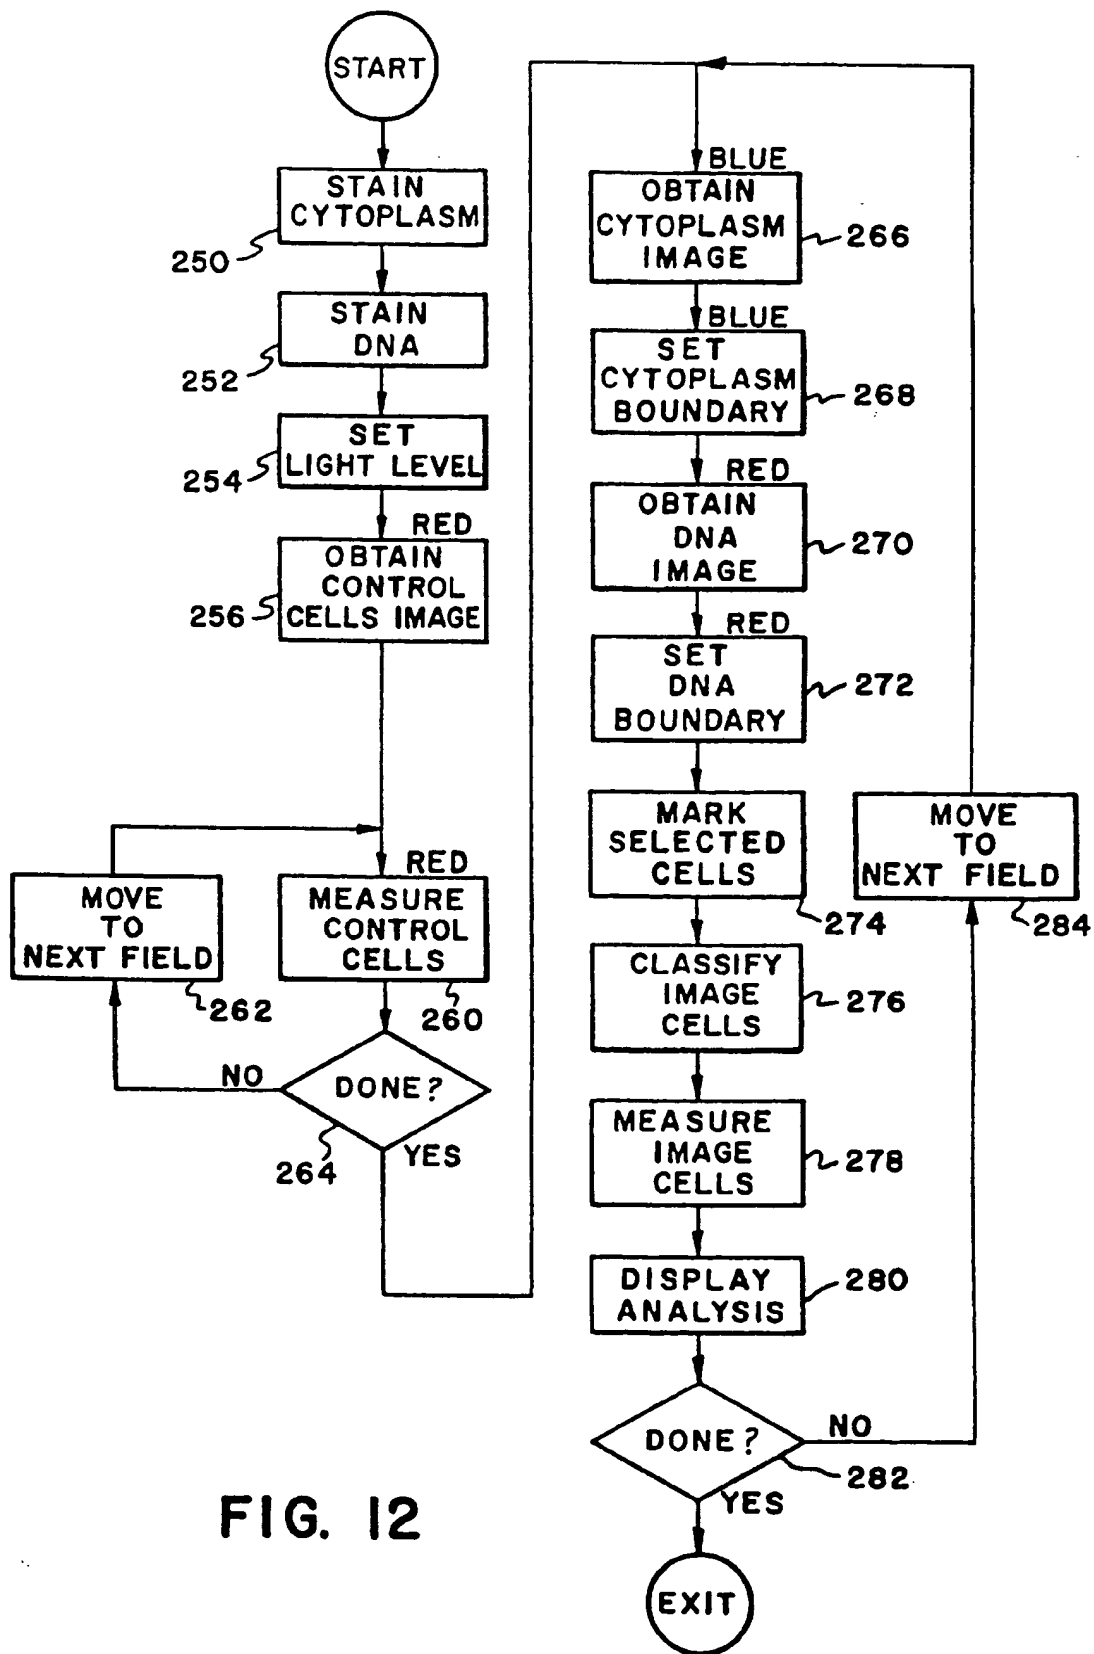 START
STAIN
CYTOPLASM
250
STAIN
DNA
252
SET
LIGHT LEVEL
254
RED
OBTAIN
CONTROL
CELLS IMAGE
256
RED
MEASURE
CONTROL
CELLS
260
MOVE
TO
NEXT FIELD
262
NO
DONE?
264
YES
BLUE
OBTAIN
CYTOPLASM
IMAGE
266
BLUE
SET
CYTOPLASM
BOUNDARY
268
RED
OBTAIN
DNA
IMAGE
270
RED
SET
DNA
BOUNDARY
272
MARK
SELECTED
CELLS
274
MOVE
TO
NEXT FIELD
284
CLASSIFY
IMAGE
CELLS
276
MEASURE
IMAGE
CELLS
278
DISPLAY
ANALYSIS
280
DONE?
NO
282
YES
EXIT
FIG. 12